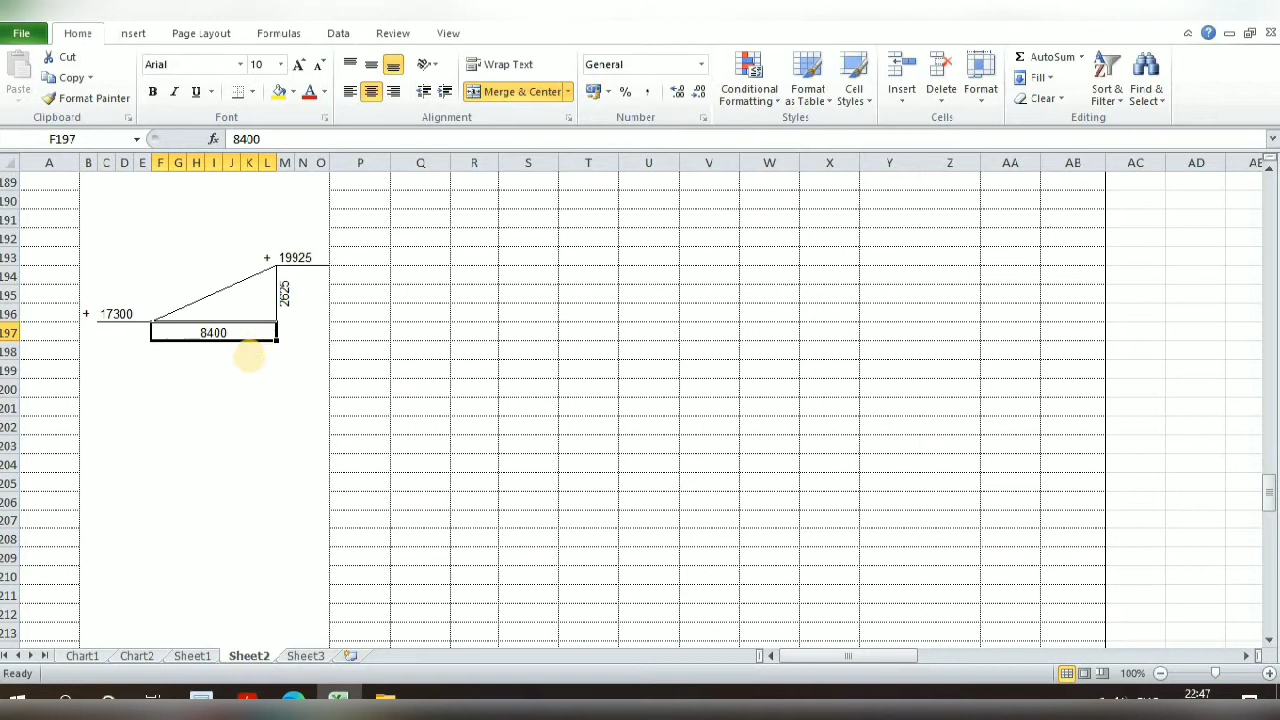 File Home Insert Page Layout Formulas Data Review View
Paste Cut Copy Format Painter Clipboard
Arial 10 B I U A Font
Wrap Text Merge & Center Alignment
General % , Number
Conditional Formatting Format as Table Cell Styles Styles
Insert Delete Format Cells
Σ AutoSum Fill Clear Sort & Filter Find & Select Editing
F197 fx 8400
A B C D E F G H I J K L M N O P Q R S T U V W X Y Z AA AB AC AD AE
189
190
191
192
193 + 19925
194
195 2625
196 + 17300
197 8400
198
199
200
201
202
203
204
205
206
207
208
209
210
211
212
213
Chart1 Chart2 Sheet1 Sheet2 Sheet3
Ready 100%
22:47